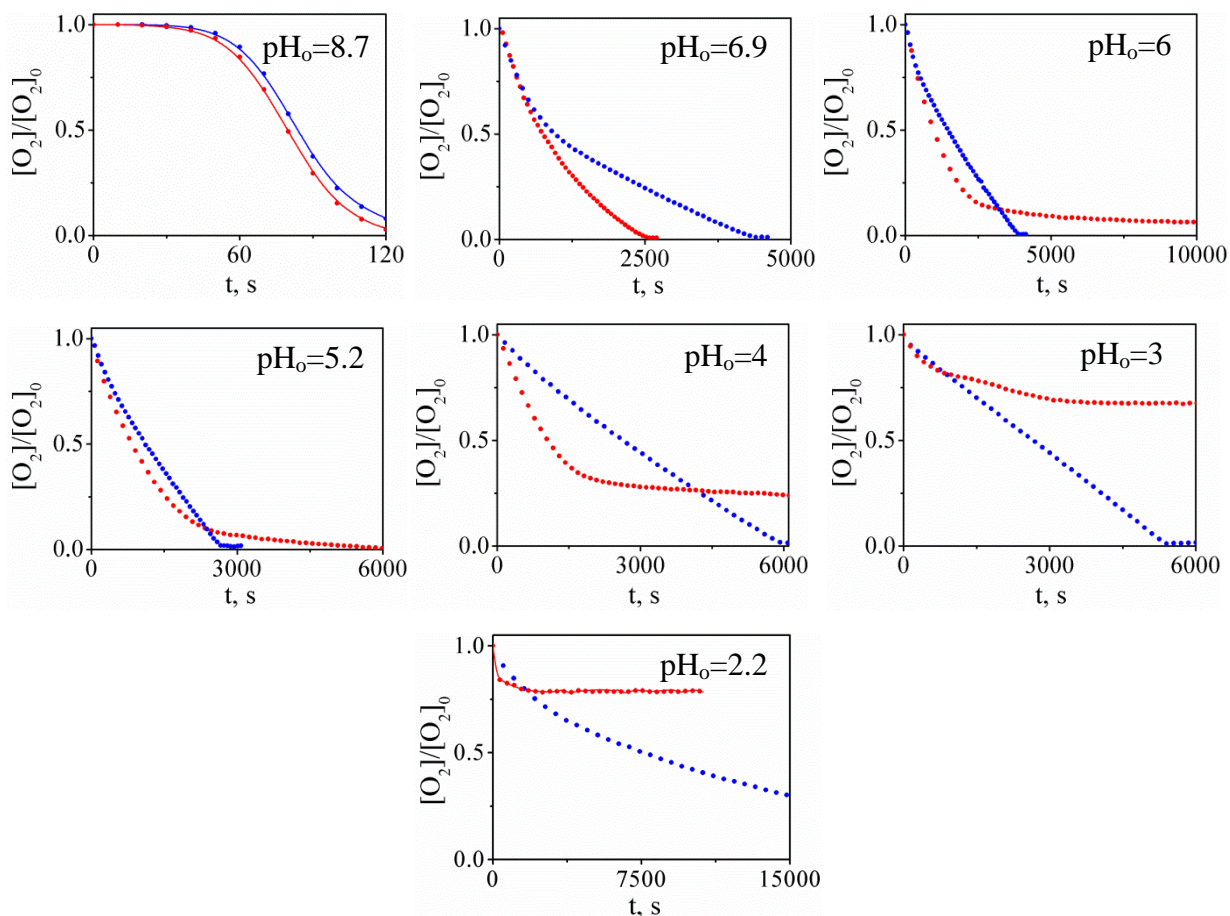 pHₒ=8.7
[O₂]/[O₂]₀
1.0
0.5
0.0
0 60 120
t, s
pHₒ=6.9
[O₂]/[O₂]₀
1.0
0.5
0.0
0 2500 5000
t, s
pHₒ=6
[O₂]/[O₂]₀
1.0
0.5
0.0
0 5000 10000
t, s
pHₒ=5.2
[O₂]/[O₂]₀
1.0
0.5
0.0
0 3000 6000
t, s
pHₒ=4
[O₂]/[O₂]₀
1.0
0.5
0.0
0 3000 6000
t, s
pHₒ=3
[O₂]/[O₂]₀
1.0
0.5
0.0
0 3000 6000
t, s
pHₒ=2.2
[O₂]/[O₂]₀
1.0
0.5
0.0
0 7500 15000
t, s